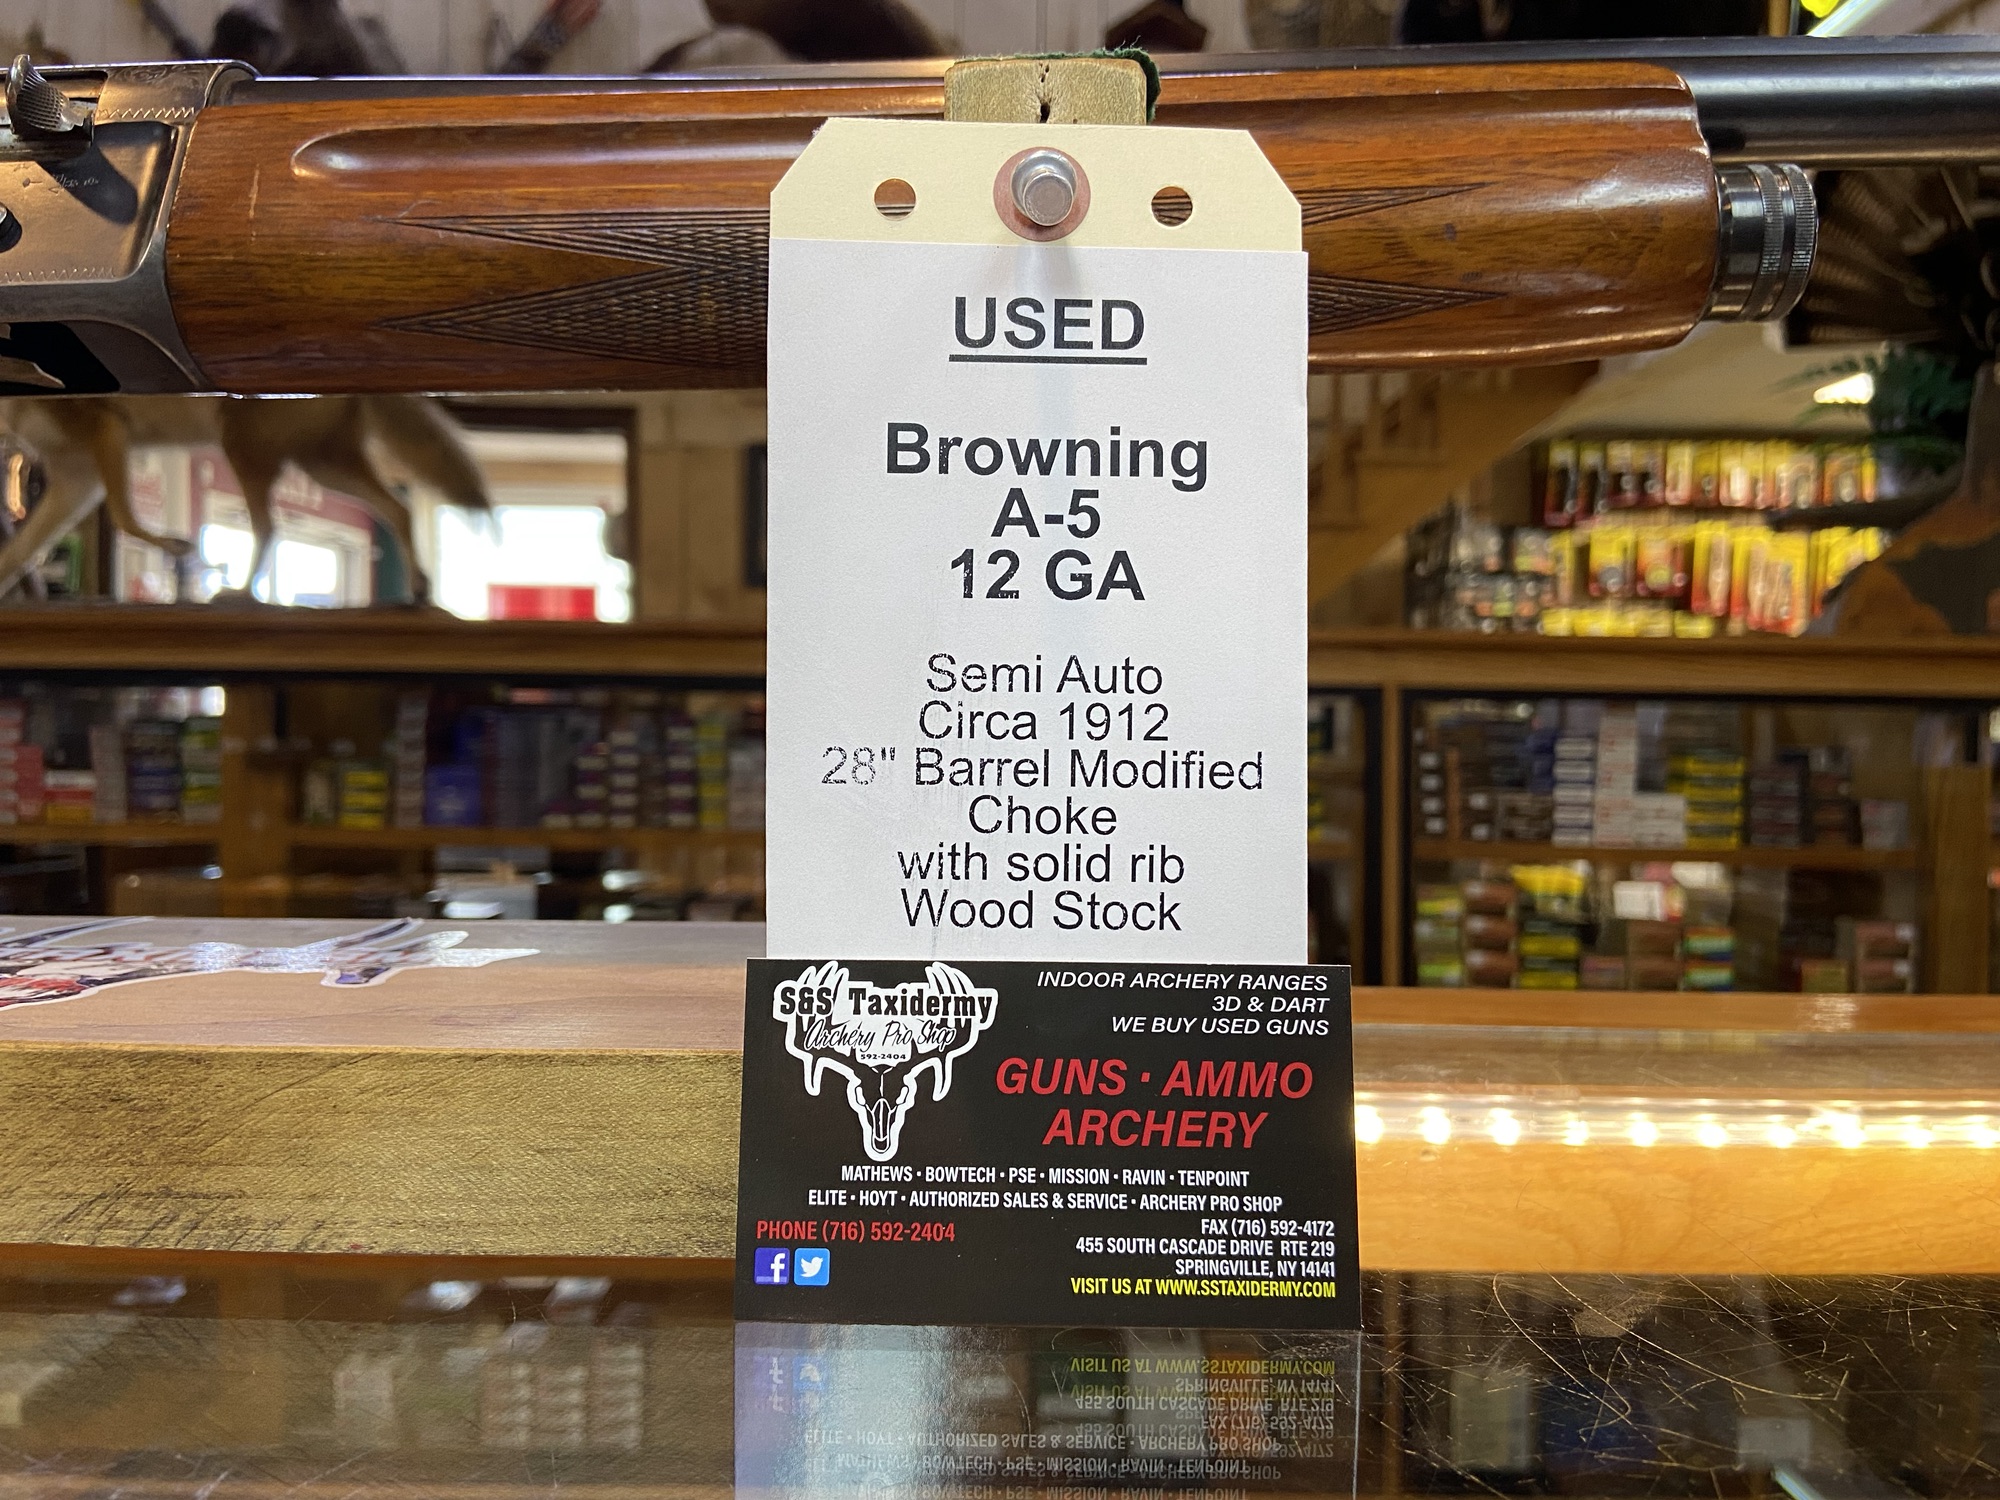 USED
Browning
A-5
12 GA
Semi Auto
Circa 1912
28" Barrel Modified
Choke
with solid rib
Wood Stock
S&S Taxidermy
Archery Pro Shop
592-2404
INDOOR ARCHERY RANGES
3D & DART
WE BUY USED GUNS
GUNS · AMMO
ARCHERY
MATHEWS • BOWTECH • PSE • MISSION • RAVIN • TENPOINT
ELITE • HOYT • AUTHORIZED SALES & SERVICE • ARCHERY PRO SHOP
PHONE (716) 592-2404
FAX (716) 592-4172
455 SOUTH CASCADE DRIVE RTE 219
SPRINGVILLE, NY 14141
VISIT US AT WWW.SSTAXIDERMY.COM